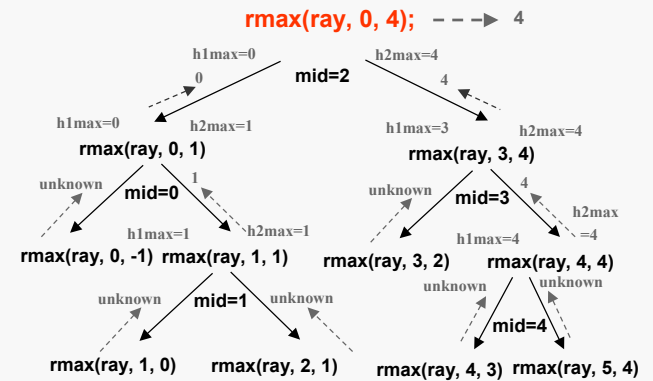 rmax(ray, 0, 4); 4
h1max=0 h2max=4
0 mid=2 4
h1max=0 h2max=1 h1max=3 h2max=4
rmax(ray, 0, 1) rmax(ray, 3, 4)
unknown mid=0 1 unknown mid=3 4
h1max=1 h2max=1 h1max=4 h2max
=4
rmax(ray, 0, -1) rmax(ray, 1, 1) rmax(ray, 3, 2) rmax(ray, 4, 4)
unknown mid=1 unknown unknown mid=4 unknown
rmax(ray, 1, 0) rmax(ray, 2, 1) rmax(ray, 4, 3) rmax(ray, 5, 4)